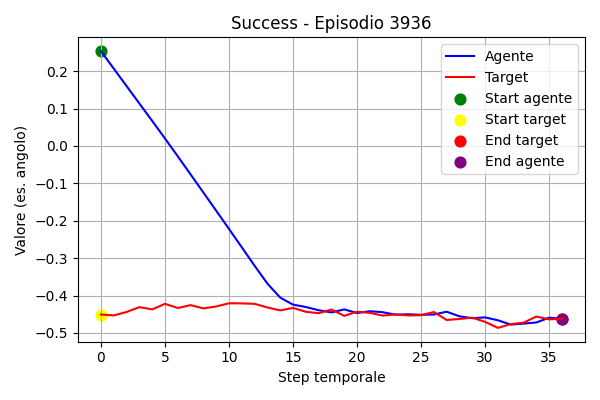 Success - Episodio 3936
Valore (es. angolo)
0.2
0.1
0.0
−0.1
−0.2
−0.3
−0.4
−0.5
Agente
Target
Start agente
Start target
End target
End agente
0 5 10 15 20 25 30 35
Step temporale